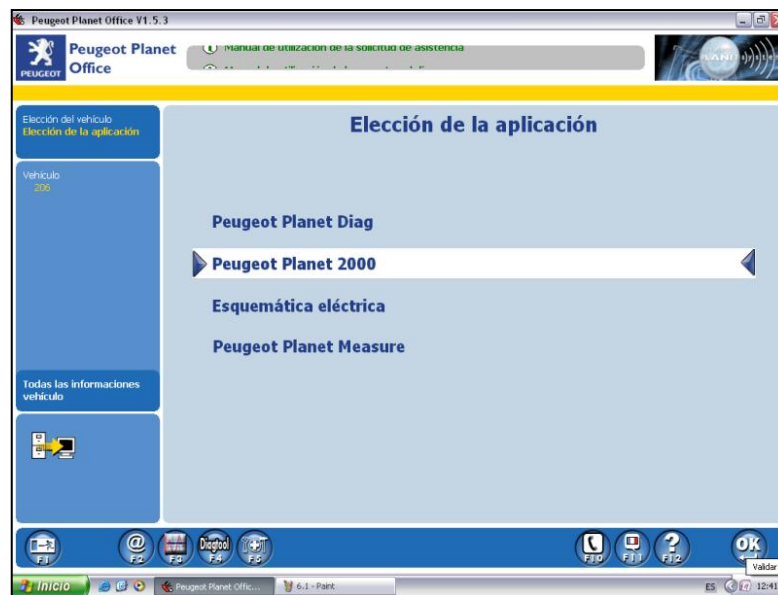 Peugeot Planet Office V1.5.3
PEUGEOT
Peugeot Planet
Office
Manual de utilización de la solicitud de asistencia
Elección del vehículo
Elección de la aplicación
Vehículo
206
Todas las informaciones
vehículo
Elección de la aplicación
Peugeot Planet Diag
Peugeot Planet 2000
Esquemática eléctrica
Peugeot Planet Measure
F1
@
F2
F3
Diagtool
F4
F5
F10
F11
?
F12
OK
Validar
Inicio
Peugeot Planet Offic...
6.1 - Paint
ES
12:41